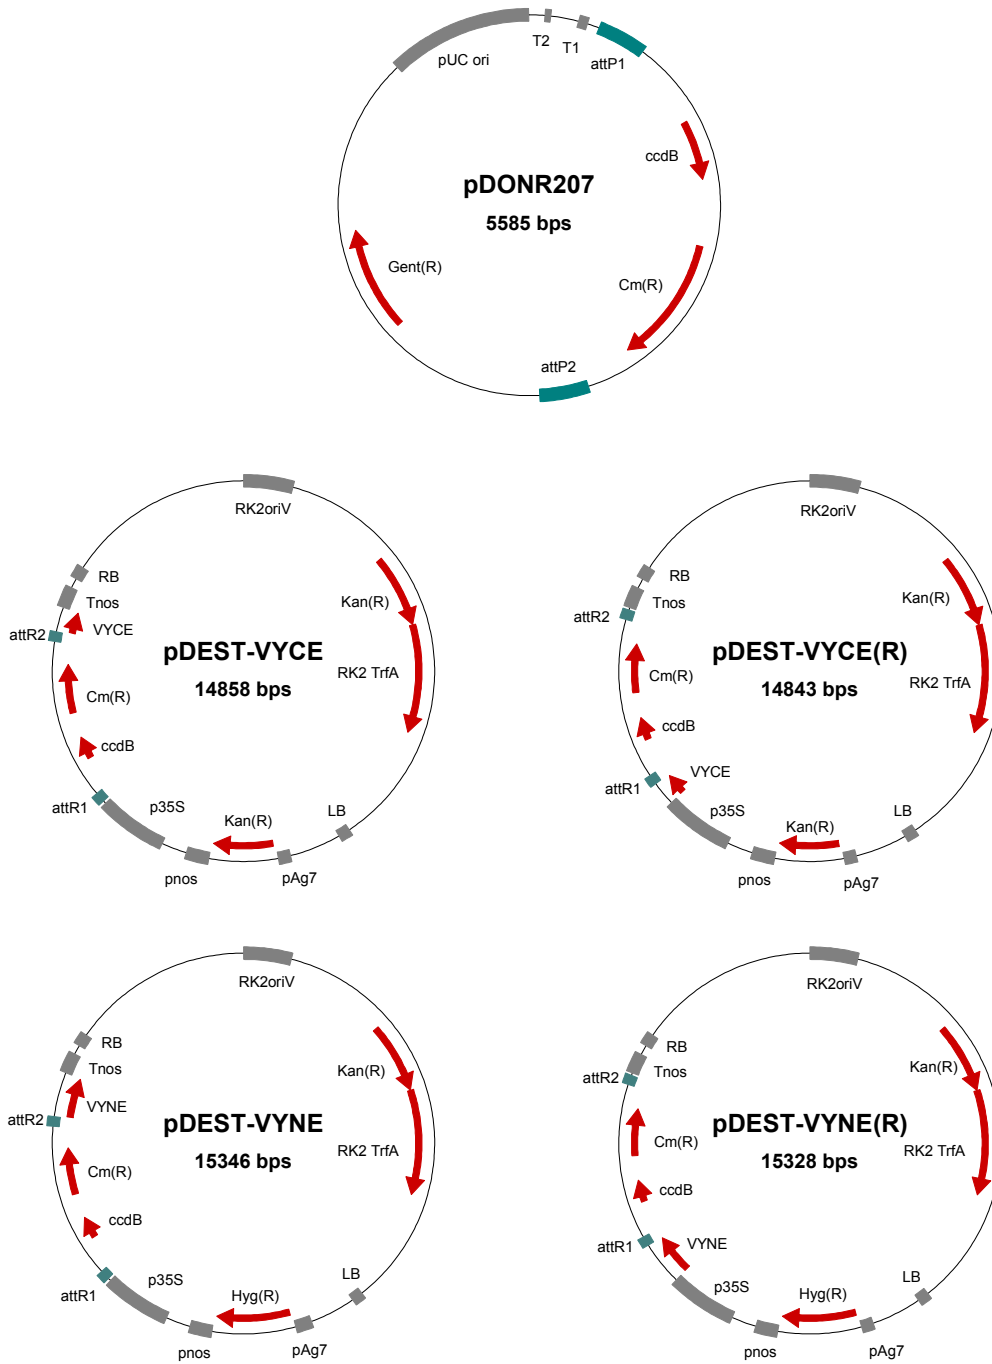 T2
T1
pUC ori
attP1
ccdB
pDONR207
5585 bps
Gent(R)
Cm(R)
attP2
RK2oriV
RB
Tnos
Kan(R)
VYCE
attR2
pDEST-VYCE
RK2 TrfA
14858 bps
Cm(R)
ccdB
attR1
p35S
LB
Kan(R)
pnos
pAg7
RK2oriV
RB
Tnos
Kan(R)
attR2
pDEST-VYCE(R)
Cm(R)
RK2 TrfA
14843 bps
ccdB
VYCE
attR1
p35S
LB
Kan(R)
pnos
pAg7
RK2oriV
RB
Tnos
Kan(R)
VYNE
attR2
pDEST-VYNE
RK2 TrfA
15346 bps
Cm(R)
ccdB
attR1
p35S
LB
Hyg(R)
pnos
pAg7
RK2oriV
RB
Tnos
Kan(R)
attR2
pDEST-VYNE(R)
Cm(R)
RK2 TrfA
15328 bps
ccdB
VYNE
attR1
p35S
LB
Hyg(R)
pnos
pAg7